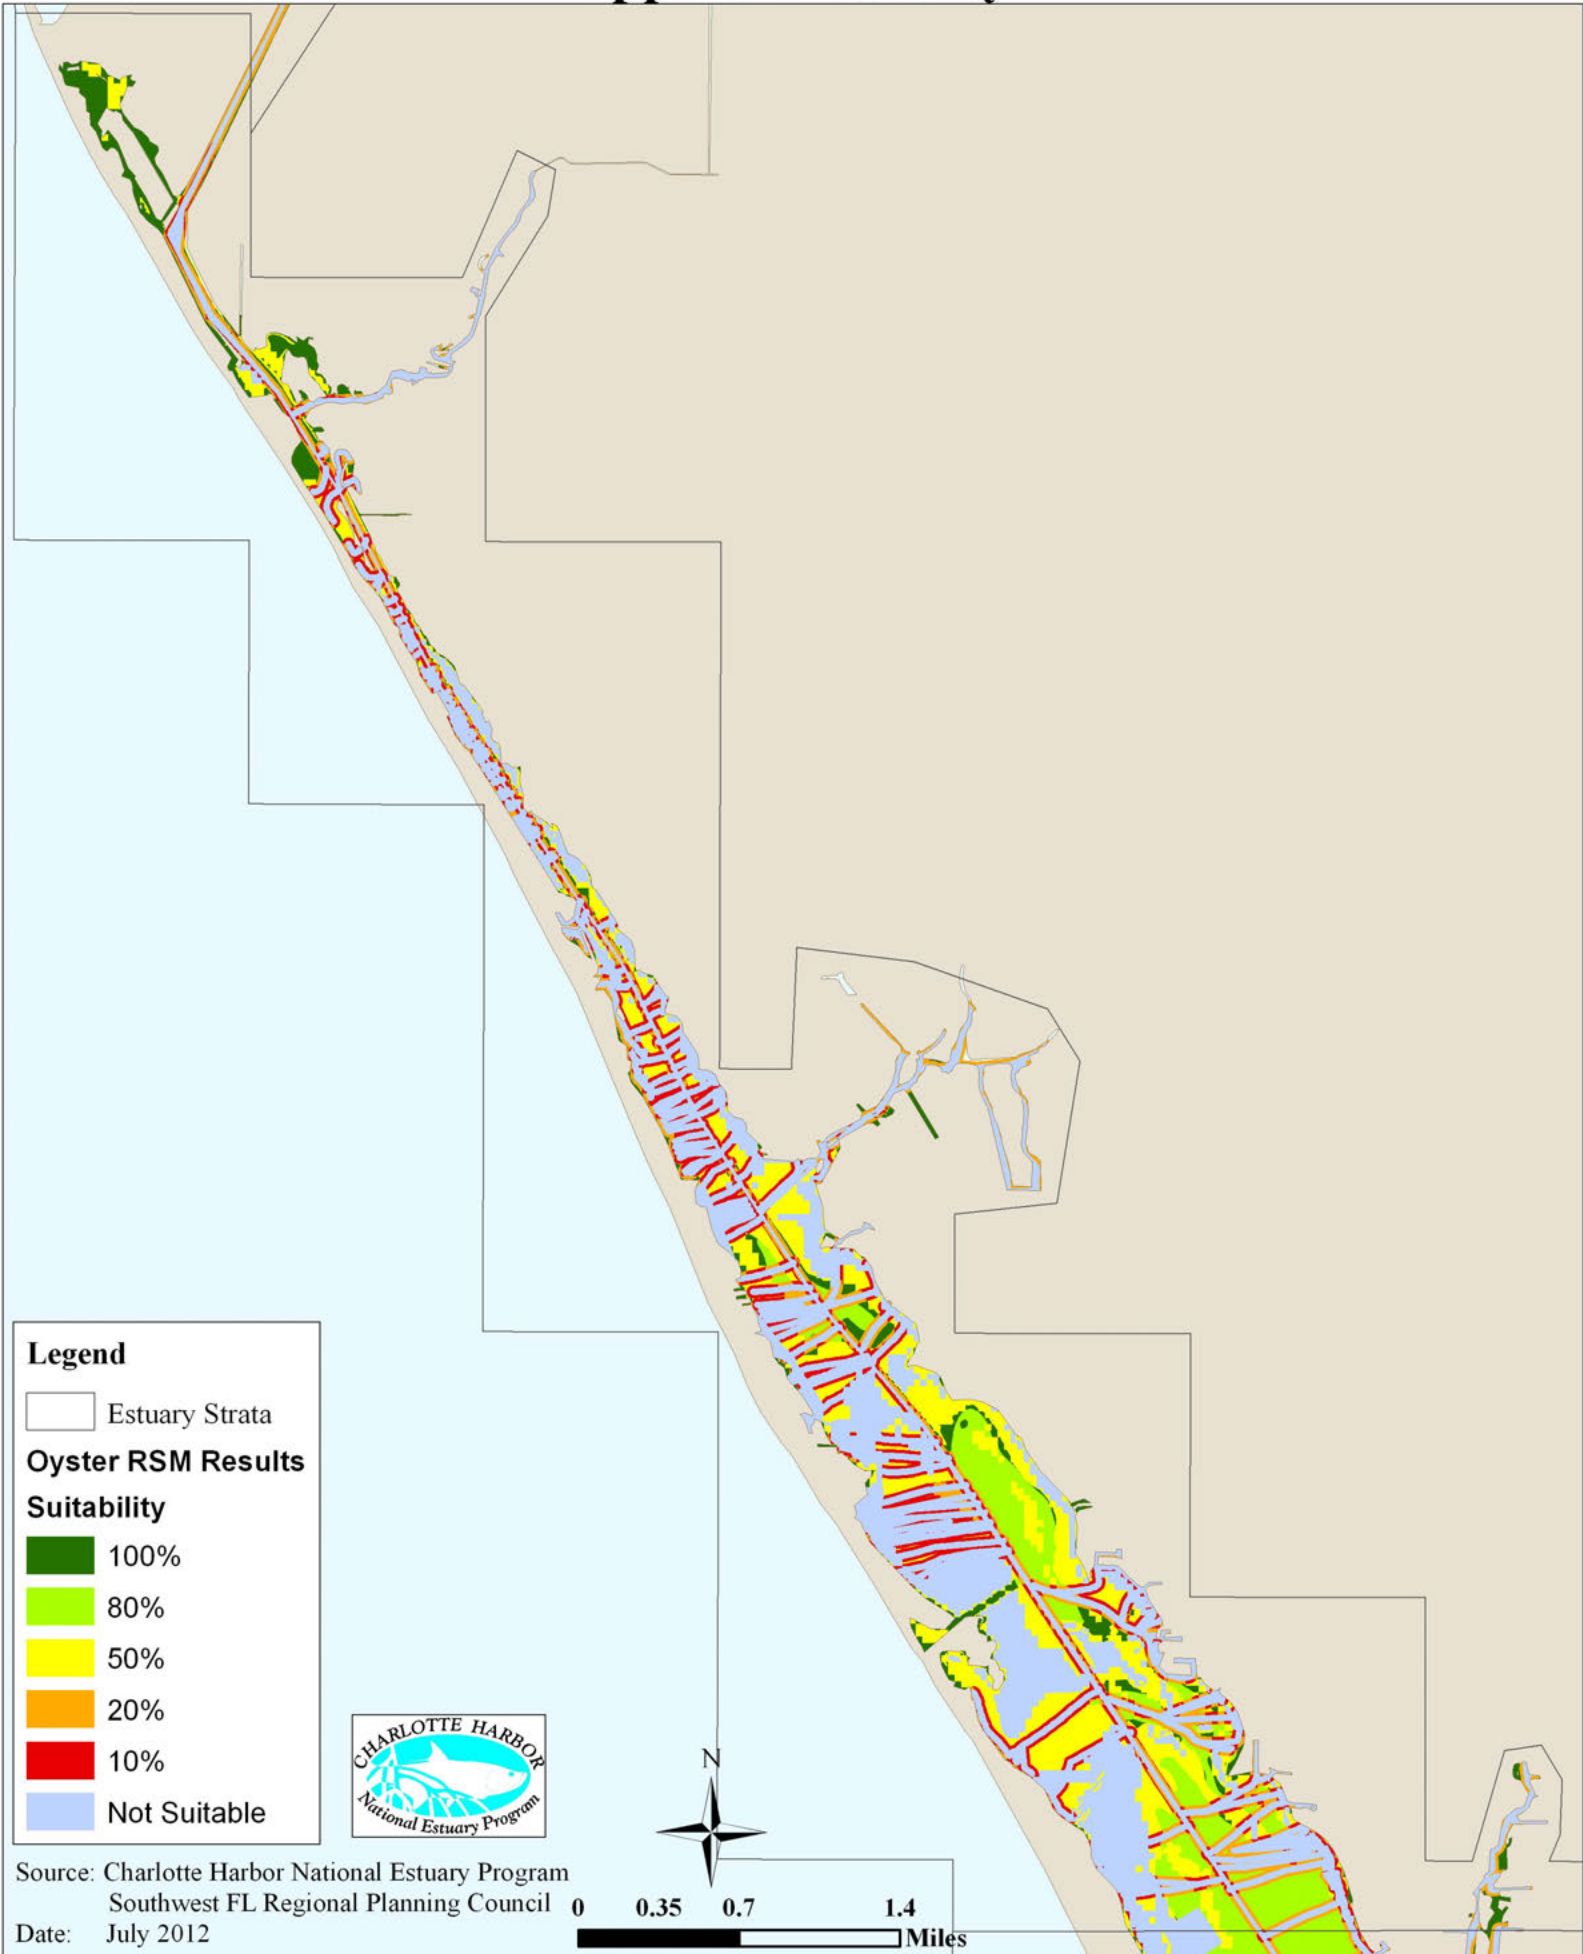 Legend
Estuary Strata
Oyster RSM Results
Suitability
100%
80%
50%
20%
10%
Not Suitable
CHARLOTTE HARBOR
National Estuary Program
N
Source: Charlotte Harbor National Estuary Program
Southwest FL Regional Planning Council
Date: July 2012
0 0.35 0.7 1.4
Miles